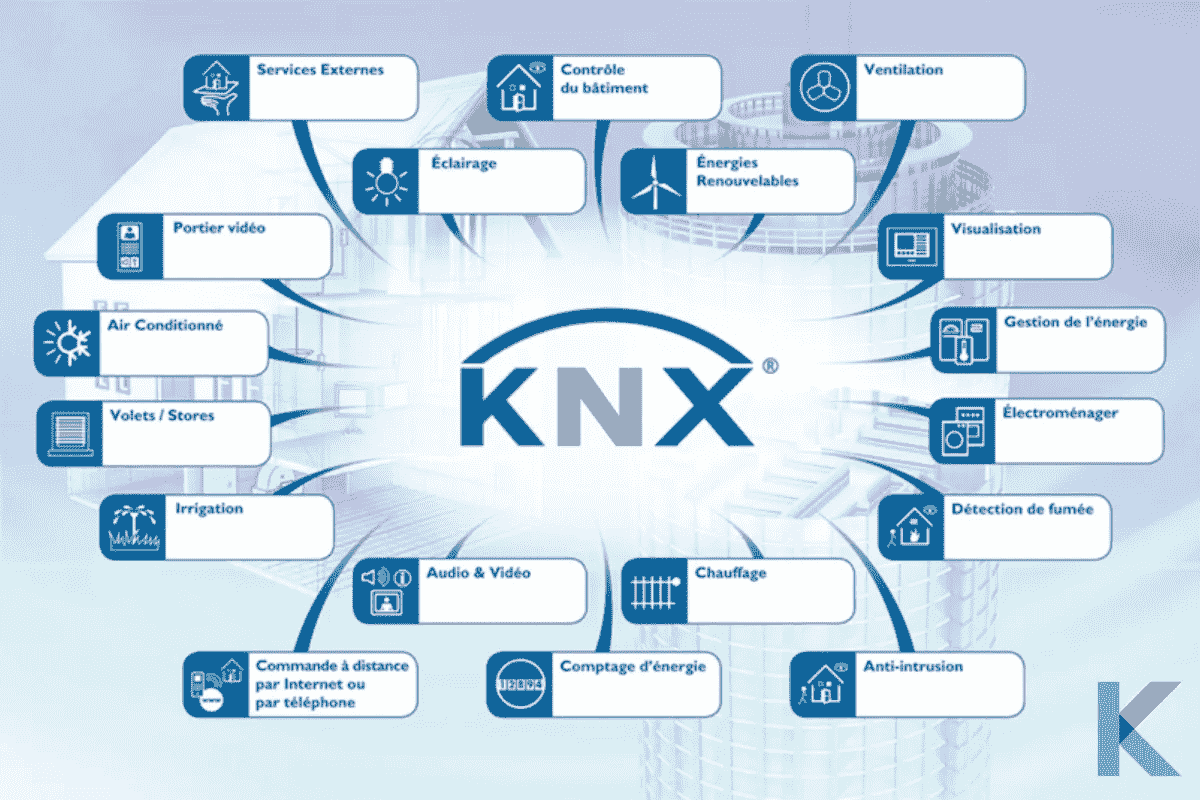 Services Externes
Contrôle
du bâtiment
Ventilation
Éclairage
Énergies
Renouvelables
Portier vidéo
Visualisation
Air Conditionné
Gestion de l'énergie
KNX®
Volets / Stores
Électroménager
Irrigation
Détection de fumée
Audio & Vidéo
Chauffage
Commande à distance
par Internet ou
par téléphone
Comptage d'énergie
12894
Anti-intrusion
K